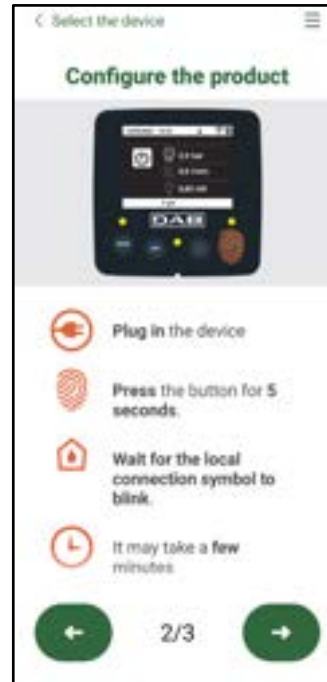 < Select the device
Configure the product
DAB
Plug in the device
Press the button for 5
seconds.
Wait for the local
connection symbol to
blink.
It may take a few
minutes
2/3